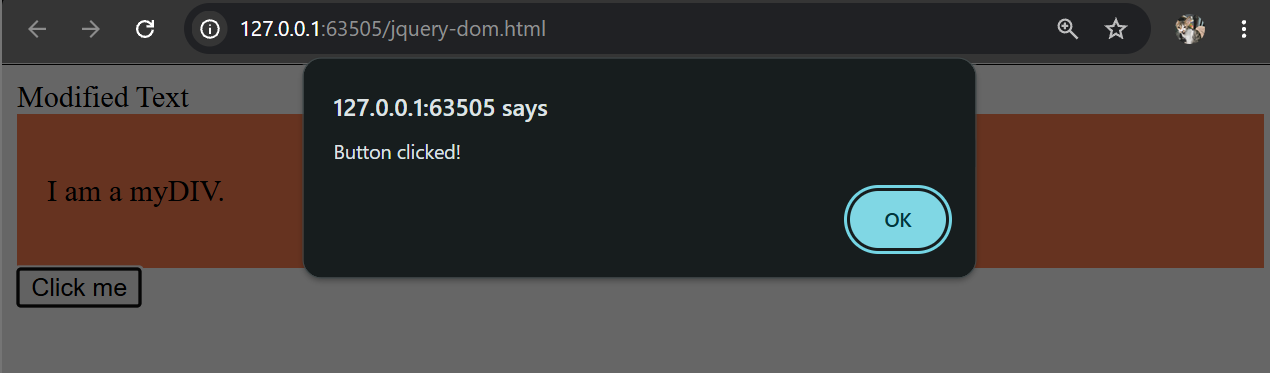 127.0.0.1:63505/jquery-dom.html
Modified Text
127.0.0.1:63505 says
Button clicked!
I am a myDIV.
OK
Click me